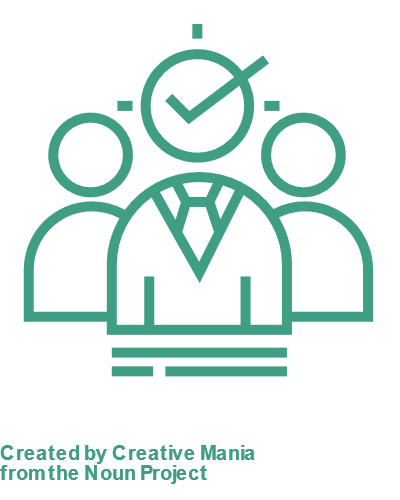 Created by Creative Mania
from the Noun Project